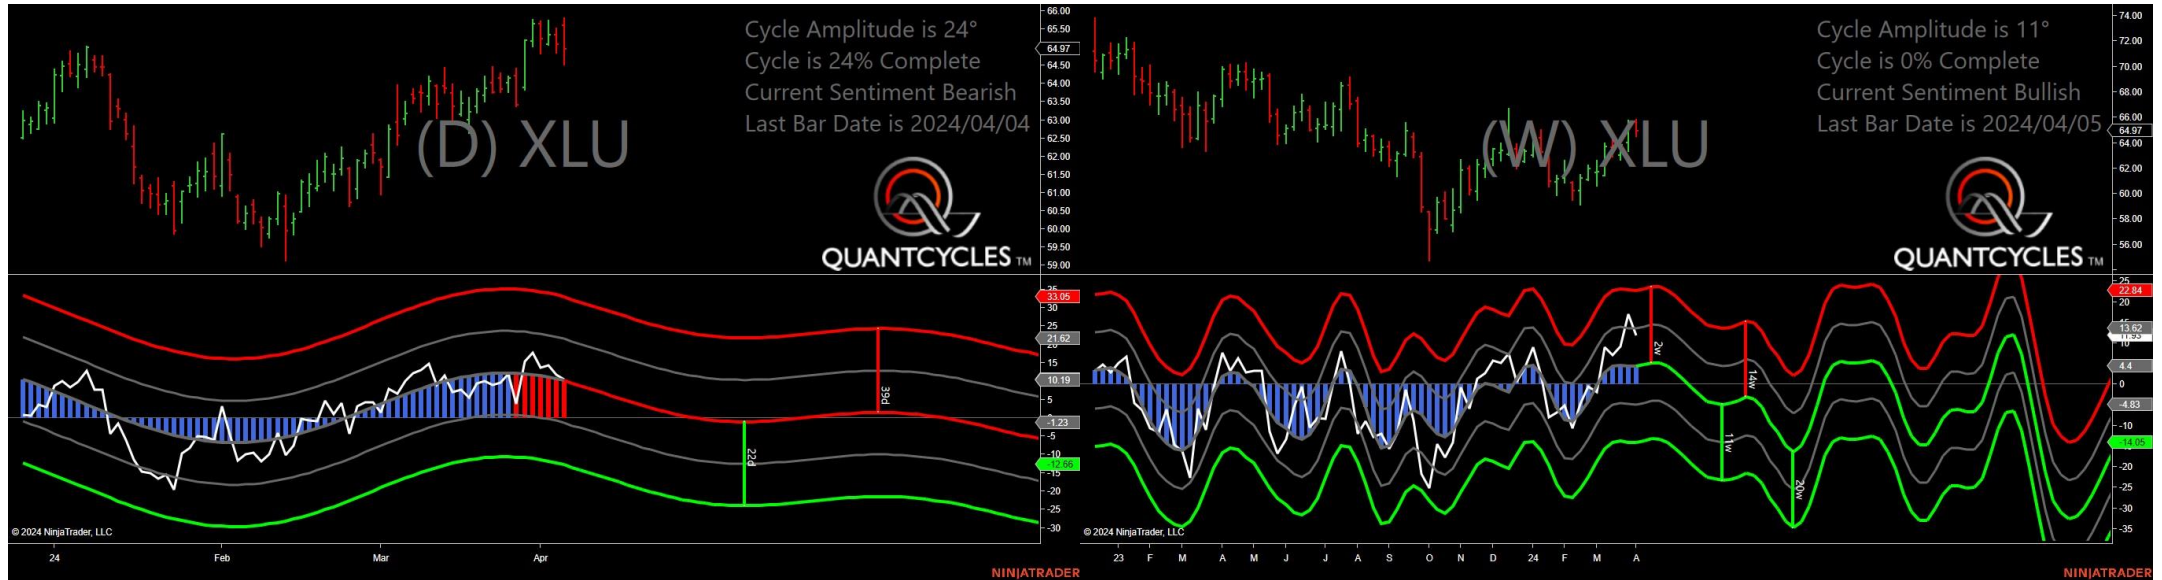 Cycle Amplitude is 24°
Cycle is 24% Complete
Current Sentiment Bearish
Last Bar Date is 2024/04/04
(D) XLU
QUANTCYCLES TM
66.00
65.50
64.97
64.50
64.00
63.50
63.00
62.50
62.00
61.50
61.00
60.50
60.00
59.50
59.00
35
33.05
30
25
21.62
20
15
10.19
5
0
-1.23
-5
-10
-12.66
-15
-20
-25
-30
39d
22d
© 2024 NinjaTrader, LLC
24
Feb
Mar
Apr
NINJATRADER
Cycle Amplitude is 11°
Cycle is 0% Complete
Current Sentiment Bullish
Last Bar Date is 2024/04/05
(W) XLU
QUANTCYCLES TM
74.00
72.00
70.00
68.00
66.00
64.97
64.00
62.00
60.00
58.00
56.00
25
22.84
20
15
13.62
11.93
10
4.4
0
-4.83
-10
-14.05
-20
-25
-30
-35
2w
14w
11w
20w
© 2024 NinjaTrader, LLC
23 F M A M J J A S O N D 24 F M A
NINJATRADER